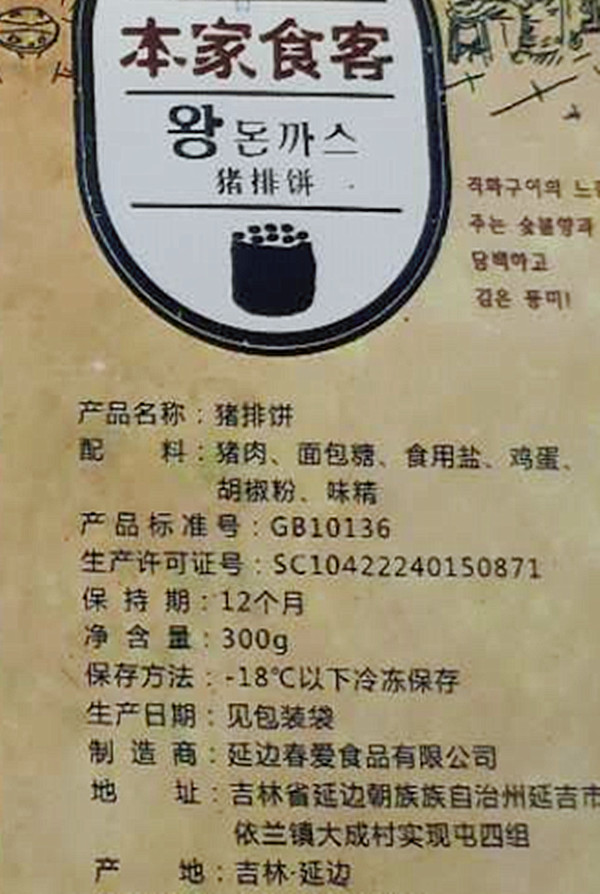 本家食客
왕돈까스
猪排饼
직화구이의 느
주는 숯불향과
담백하고
깊은 풍미!
产品名称：猪排饼
配 料：猪肉、面包糖、食用盐、鸡蛋、
胡椒粉、味精
产品标准号：GB10136
生产许可证号：SC10422240150871
保 持 期：12个月
净 含 量：300g
保存方法：-18℃以下冷冻保存
生产日期：见包装袋
制 造 商：延边春爱食品有限公司
地 址：吉林省延边朝族族自治州延吉市
依兰镇大成村实现屯四组
产 地：吉林·延边